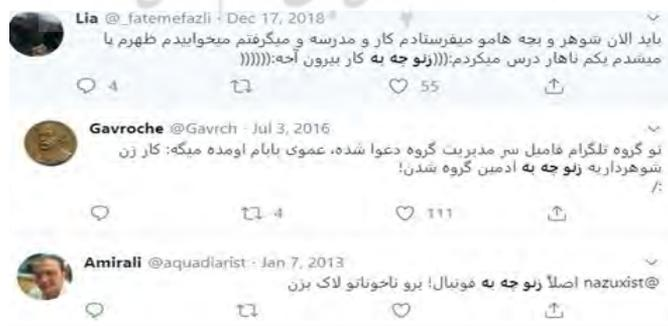 Lia @_fatemefazli · Dec 17, 2018
باید الان شوهر و بچه هامو میفرستادم کار و مدرسه و میگرفتم میخوابیدم ظهرم پا
میشدم یکم ناهار درس میکردم:(((زنو چه به کار بیرون آخه:((((((
4 55
Gavroche @Gavrch · Jul 3, 2016
تو گروه تلگرام فامیل سر مدیریت گروه دعوا شده، عموی بابام اومده میگه: کار زن
شوهرداریه زنو چه به ادمین گروه شدن!
:/
4 111
Amirali @aquadiarist · Jan 7, 2013
@nazuxist اصلاً زنو چه به فوتبال! برو ناخوناتو لاک بزن